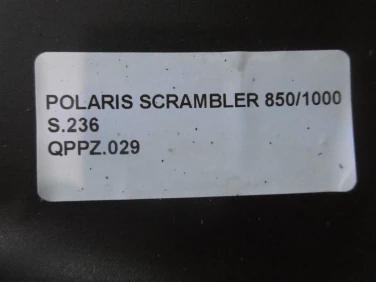 POLARIS SCRAMBLER 850/1000
S.236
QPPZ.029